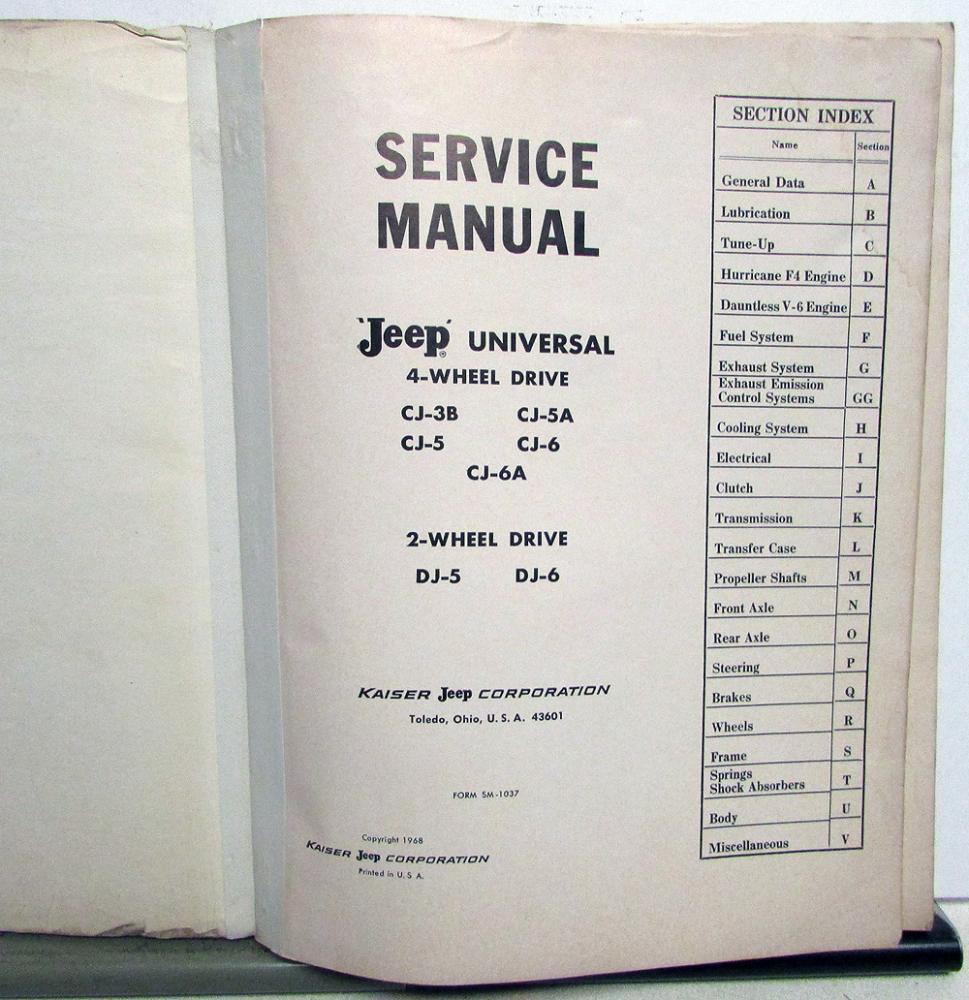 SERVICE
MANUAL
'Jeep' UNIVERSAL
®
4-WHEEL DRIVE
CJ-3B CJ-5A
CJ-5 CJ-6
CJ-6A
2-WHEEL DRIVE
DJ-5 DJ-6
KAISER Jeep CORPORATION
Toledo, Ohio, U.S.A. 43601
FORM SM-1037
Copyright 1968
KAISER Jeep CORPORATION
Printed in U.S.A.
SECTION INDEX
Name Section
General Data A
Lubrication B
Tune-Up C
Hurricane F4 Engine D
Dauntless V-6 Engine E
Fuel System F
Exhaust System G
Exhaust Emission
Control Systems GG
Cooling System H
Electrical I
Clutch J
Transmission K
Transfer Case L
Propeller Shafts M
Front Axle N
Rear Axle O
Steering P
Brakes Q
Wheels R
Frame S
Springs
Shock Absorbers T
Body U
Miscellaneous V